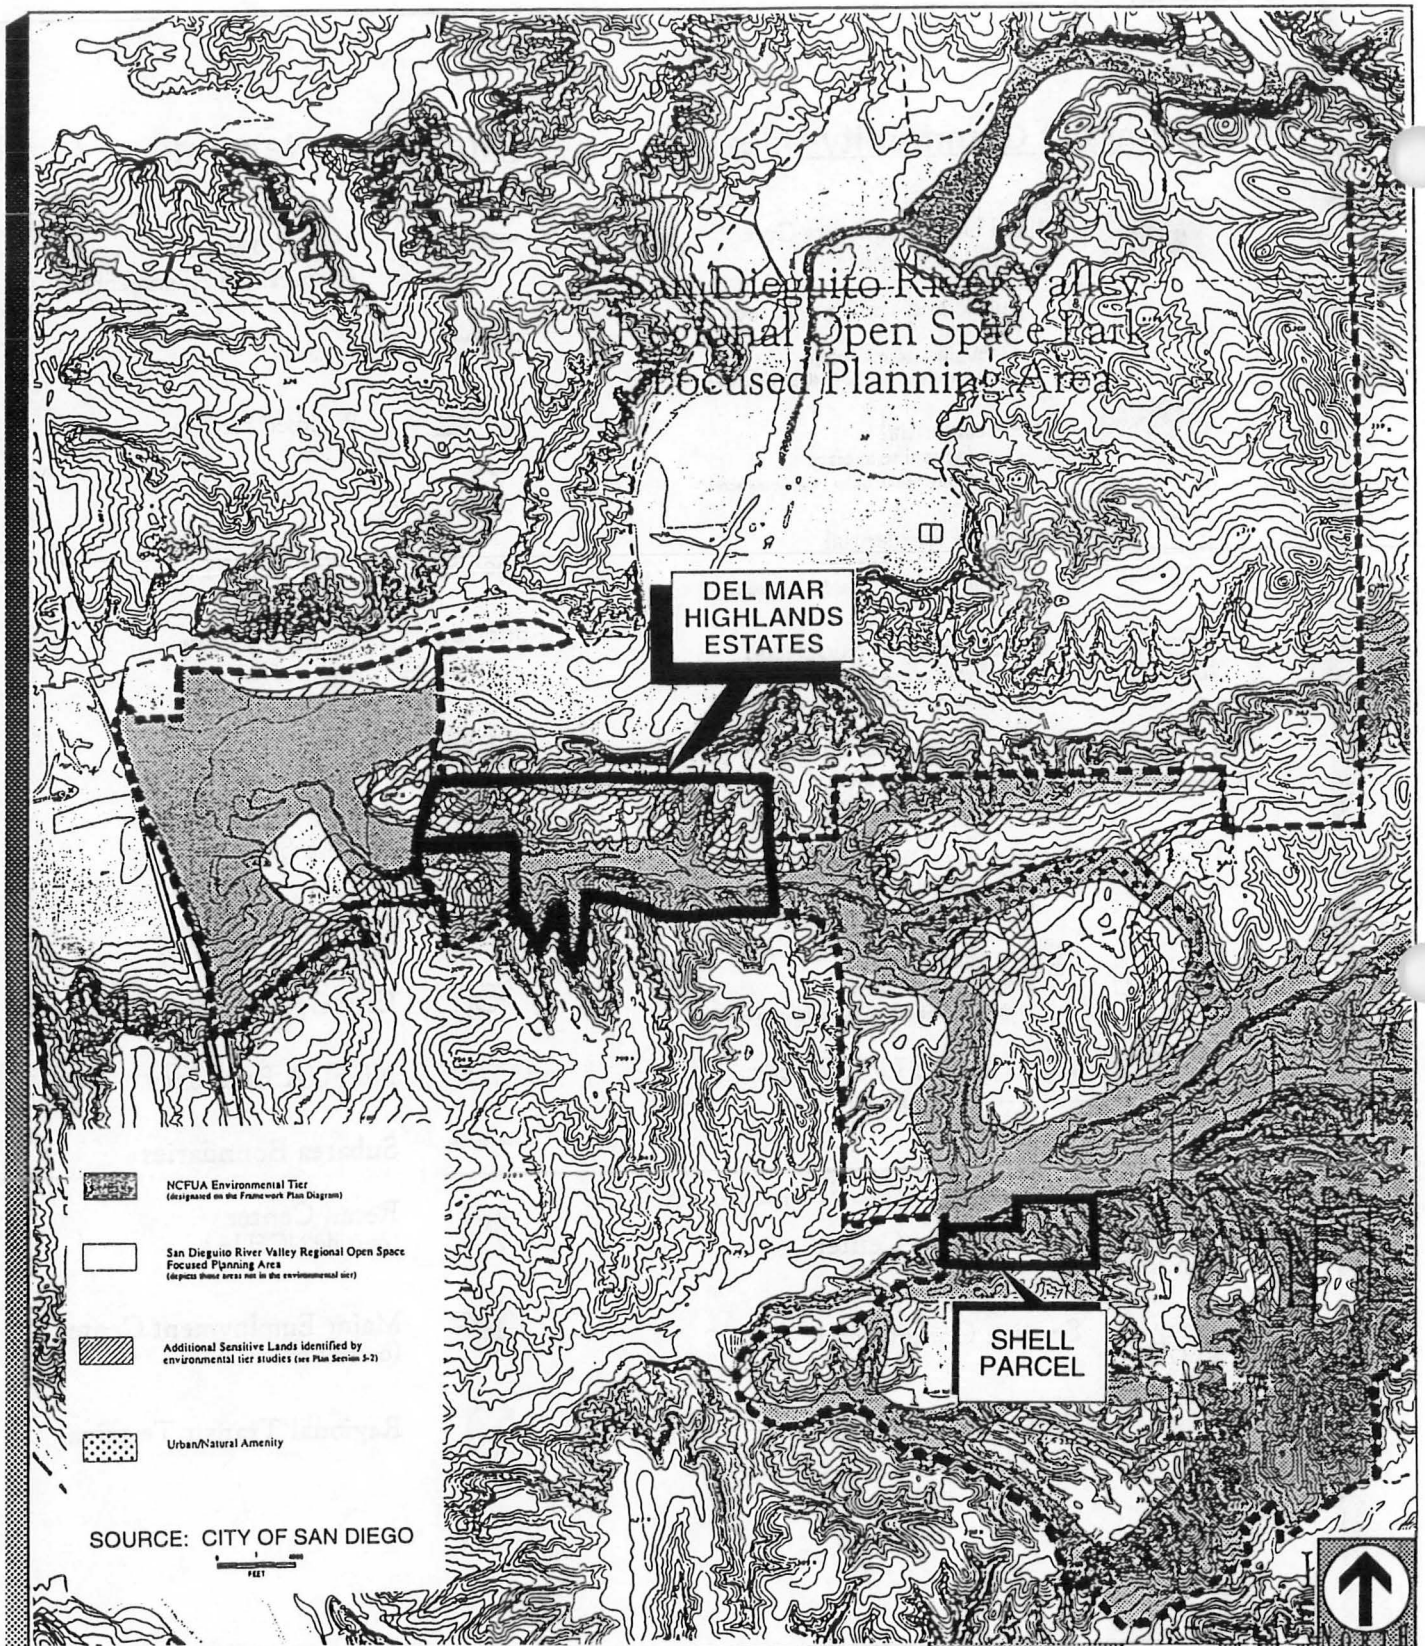 San Dieguito River Valley
Regional Open Space Park
Focused Planning Area
DEL MAR
HIGHLANDS
ESTATES
SHELL
PARCEL
NCFUA Environmental Tier
(designated on the Framework Plan Diagram)
San Dieguito River Valley Regional Open Space
Focused Planning Area
(depicts those areas not in the environmental tier)
Additional Sensitive Lands identified by
environmental tier studies (see Plan Section 3-2)
Urban/Natural Amenity
SOURCE: CITY OF SAN DIEGO
FEET